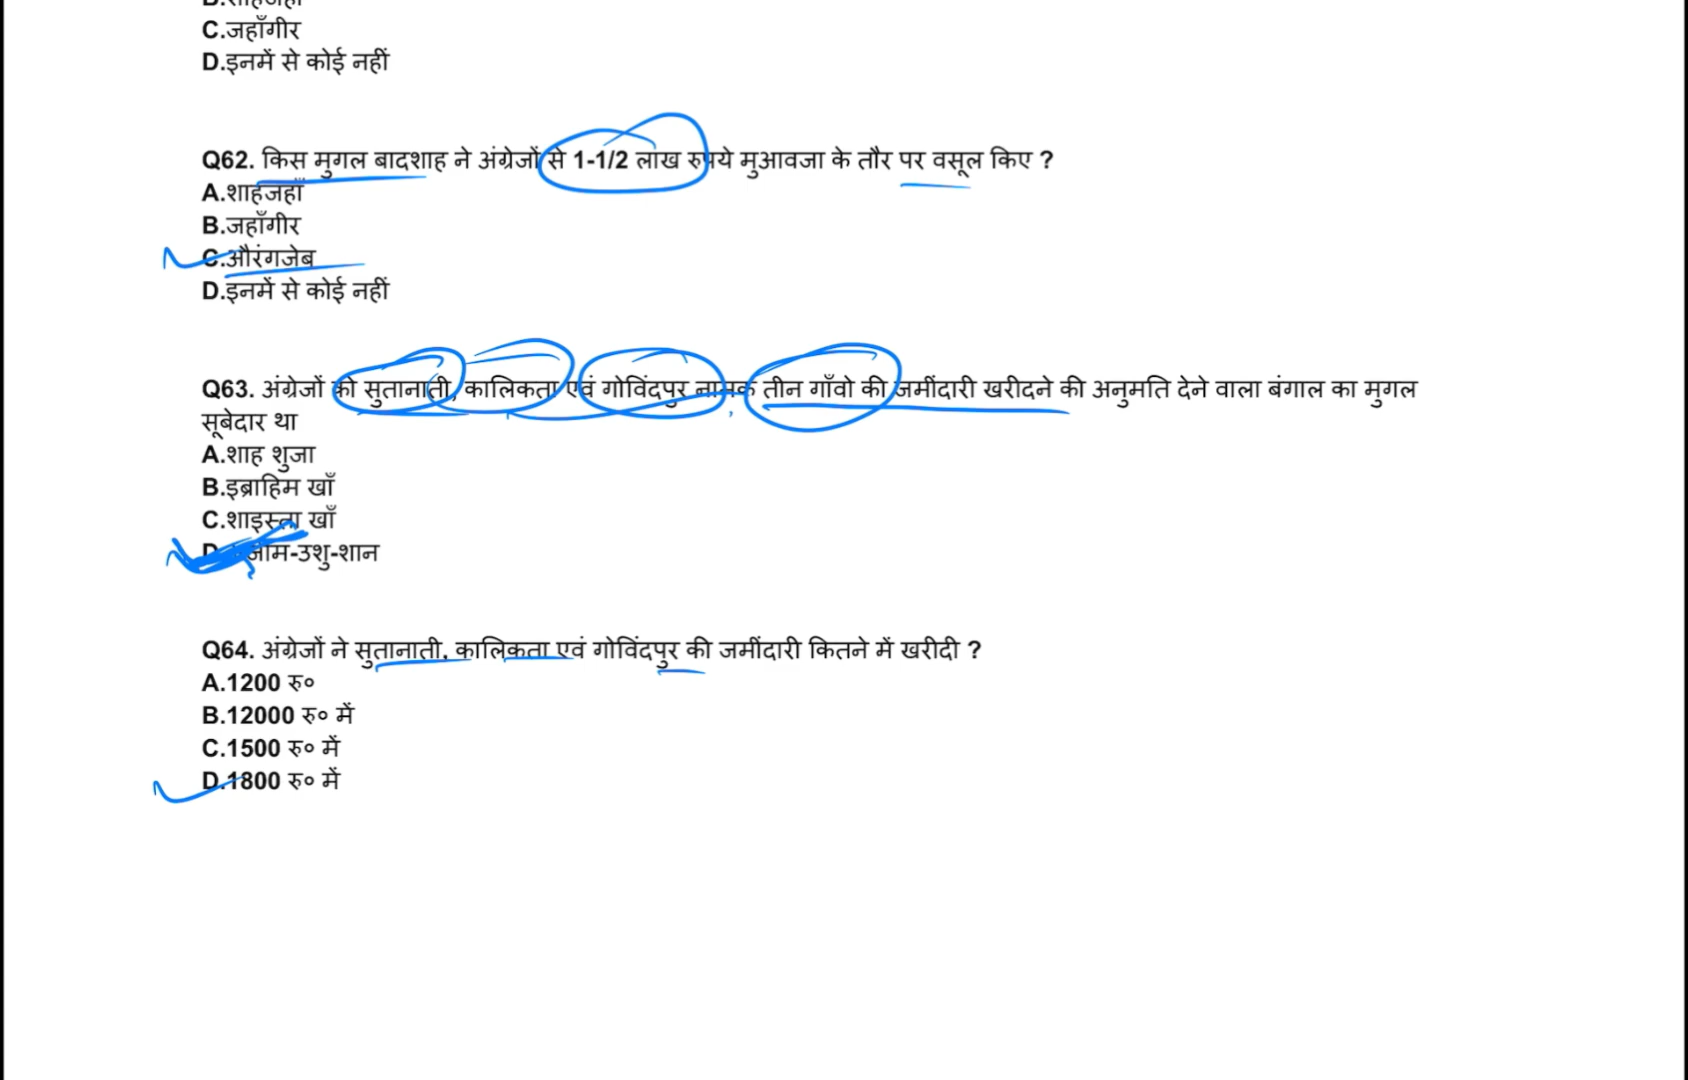 C.जहाँगीर
D.इनमें से कोई नहीं
Q62. किस मुगल बादशाह ने अंग्रेजों से 1-1/2 लाख रुपये मुआवजा के तौर पर वसूल किए ?
A.शाहजहाँ
B.जहाँगीर
C.औरंगजेब
D.इनमें से कोई नहीं
Q63. अंग्रेजों को सुतानाती, कालिकता एवं गोविंदपुर नामक तीन गाँवो की जमींदारी खरीदने की अनुमति देने वाला बंगाल का मुगल
सूबेदार था
A.शाह शुजा
B.इब्राहिम खाँ
C.शाइस्ता खाँ
D.
Q64. अंग्रेजों ने सुतानाती, कालिकता एवं गोविंदपुर की जमींदारी कितने में खरीदी ?
A.1200 रु०
B.12000 रु० में
C.1500 रु० में
D.1800 रु० में